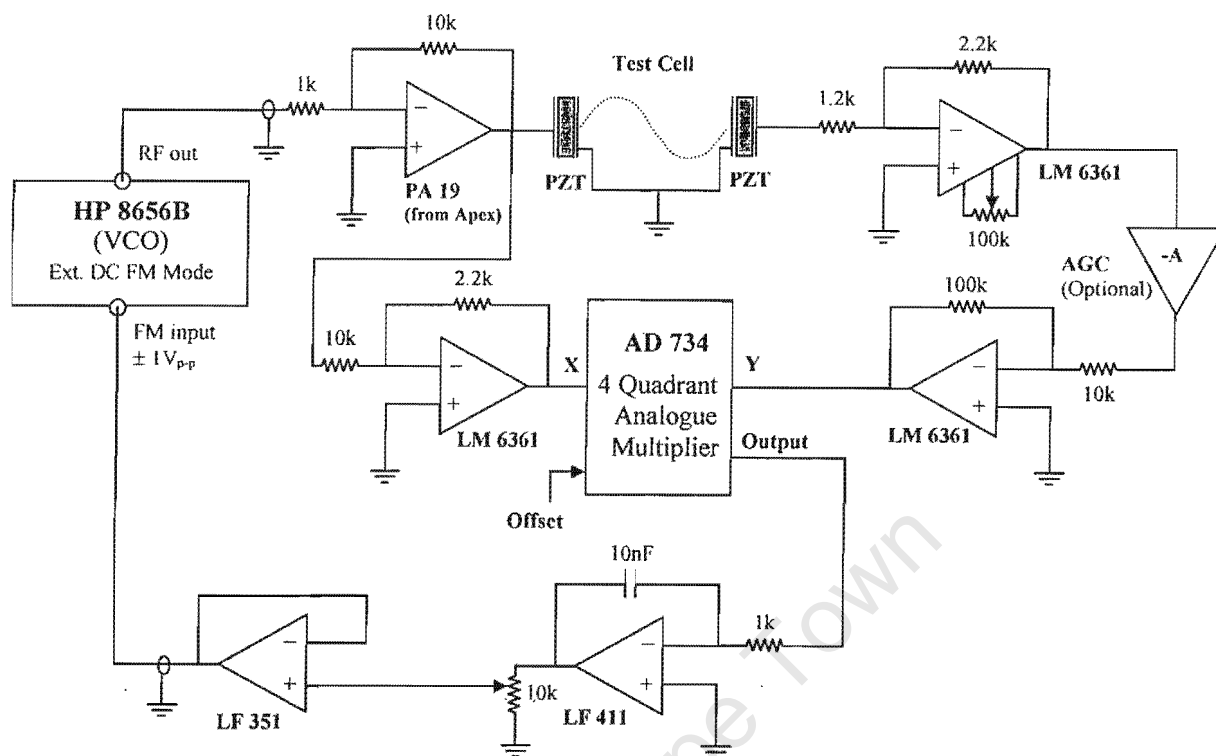 10k
1k
−
+
PA 19
(from Apex)
RF out
HP 8656B
(VCO)
Ext. DC FM Mode
FM input
± 1V p-p
Test Cell
PZT
PZT
2.2k
1.2k
−
+
LM 6361
100k
AGC
(Optional)
-A
2.2k
10k
−
+
LM 6361
X
AD 734
4 Quadrant
Analogue
Multiplier
Y
Output
Offset
100k
−
+
10k
LM 6361
10nF
1k
−
+
LF 411
10k
−
+
LF 351
pe Town